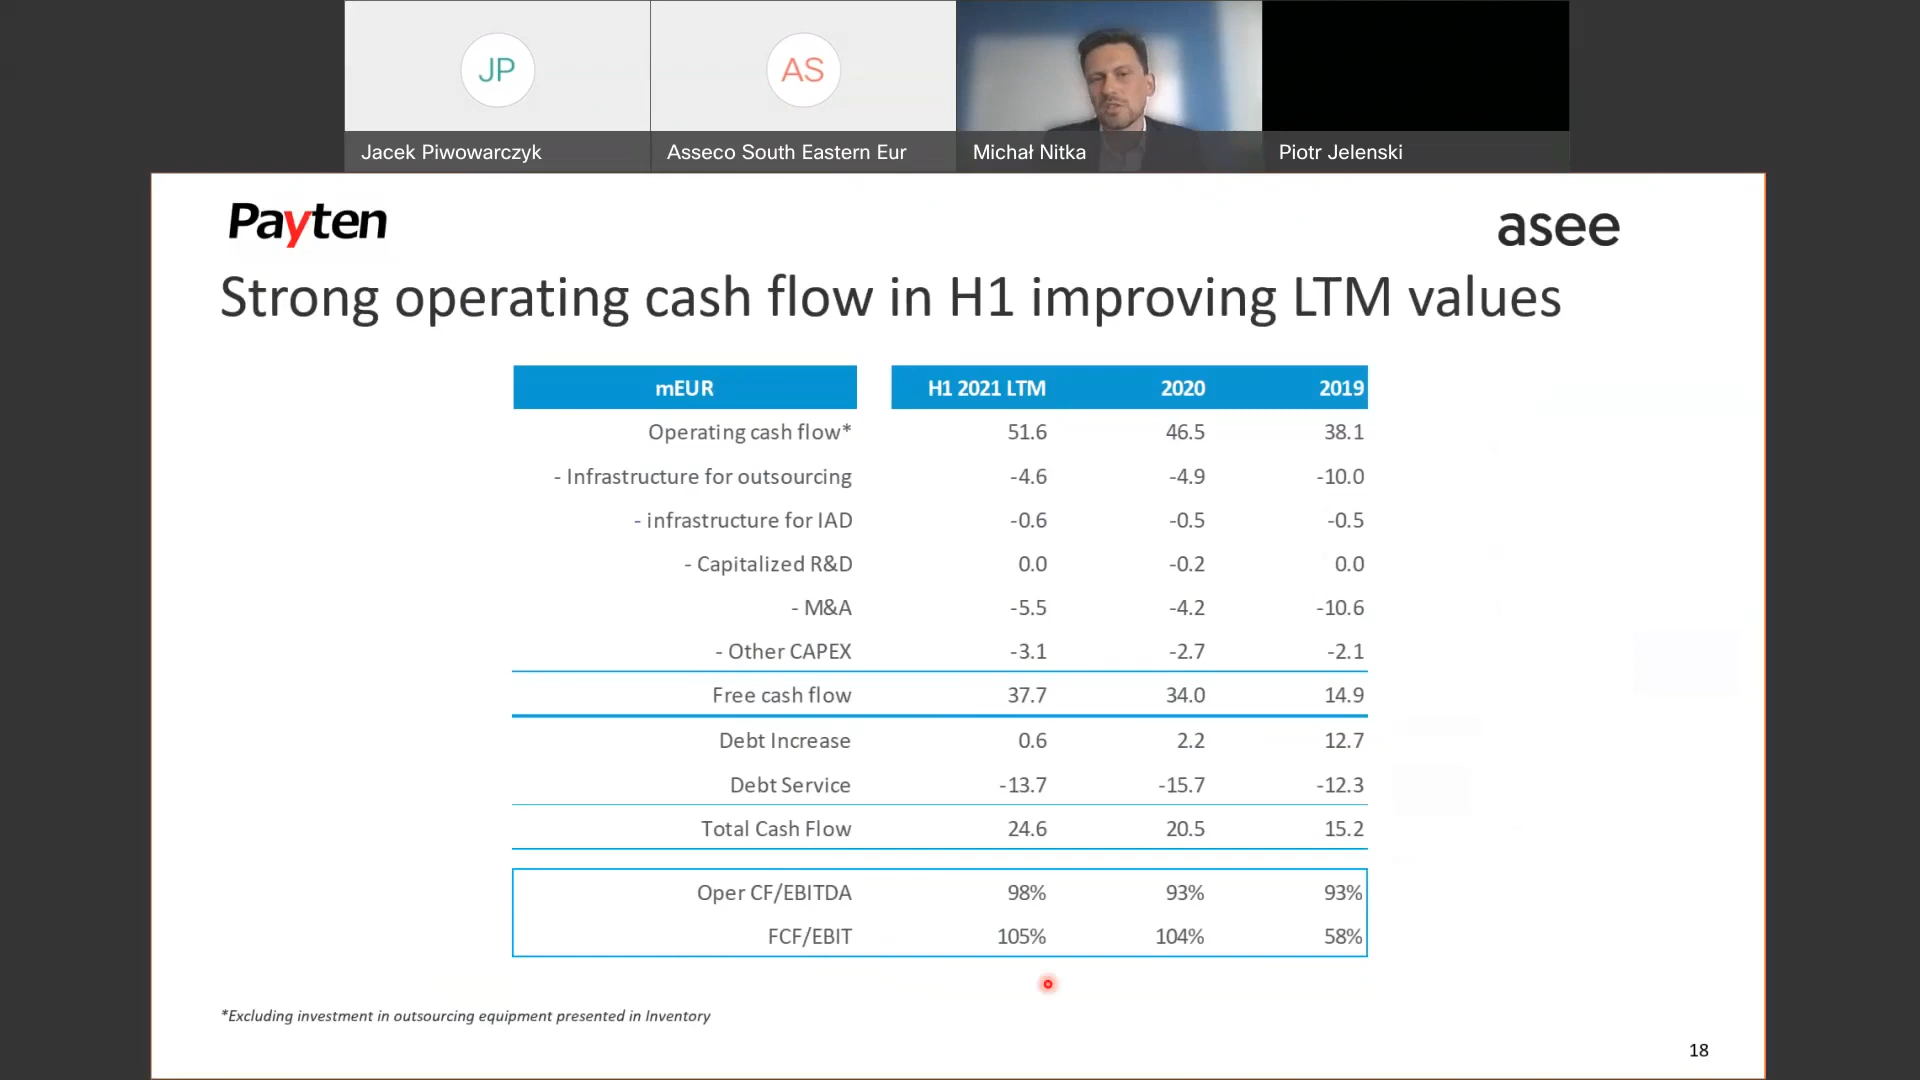 JP
AS
Jacek Piwowarczyk
Asseco South Eastern Eur
Michał Nitka
Piotr Jelenski
Payten
asee
Strong operating cash flow in H1 improving LTM values
mEUR H1 2021 LTM 2020 2019
Operating cash flow* 51.6 46.5 38.1
- Infrastructure for outsourcing -4.6 -4.9 -10.0
- infrastructure for IAD -0.6 -0.5 -0.5
- Capitalized R&D 0.0 -0.2 0.0
- M&A -5.5 -4.2 -10.6
- Other CAPEX -3.1 -2.7 -2.1
Free cash flow 37.7 34.0 14.9
Debt Increase 0.6 2.2 12.7
Debt Service -13.7 -15.7 -12.3
Total Cash Flow 24.6 20.5 15.2
Oper CF/EBITDA 98% 93% 93%
FCF/EBIT 105% 104% 58%
*Excluding investment in outsourcing equipment presented in Inventory
18